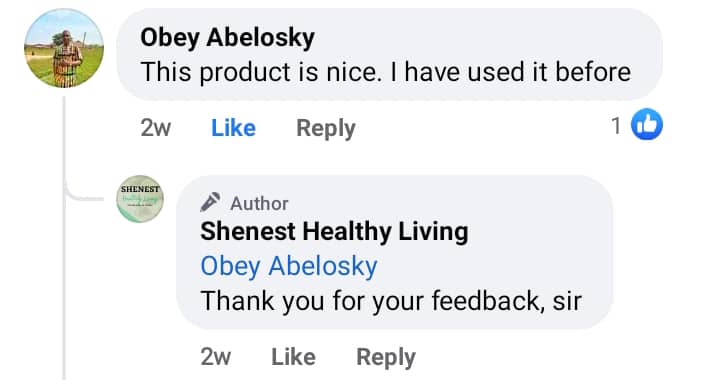 Obey Abelosky
This product is nice. I have used it before
2w Like Reply 1
SHENEST
Healthy Living
Author
Shenest Healthy Living
Obey Abelosky
Thank you for your feedback, sir
2w Like Reply